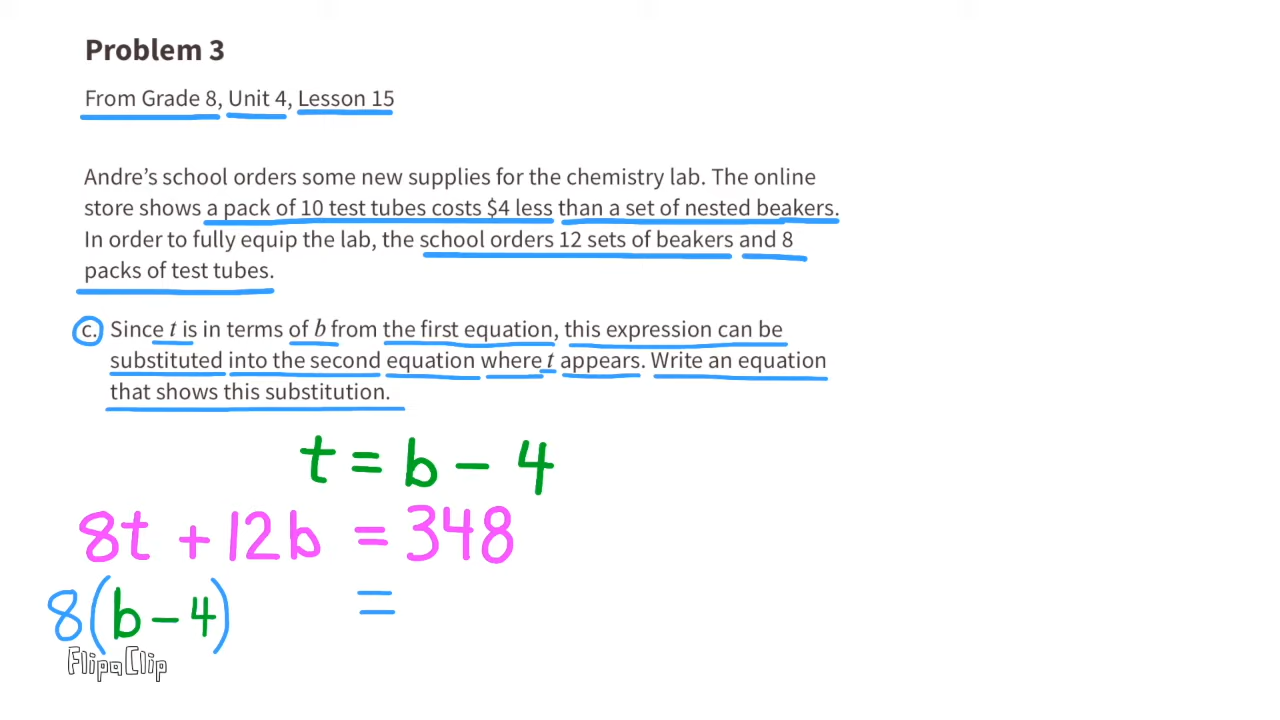 Problem 3
From Grade 8, Unit 4, Lesson 15
Andre's school orders some new supplies for the chemistry lab. The online
store shows a pack of 10 test tubes costs $4 less than a set of nested beakers.
In order to fully equip the lab, the school orders 12 sets of beakers and 8
packs of test tubes.
c. Since t is in terms of b from the first equation, this expression can be
substituted into the second equation where t appears. Write an equation
that shows this substitution.
t = b - 4
8t + 12b = 348
8(b - 4) =
FlipaClip